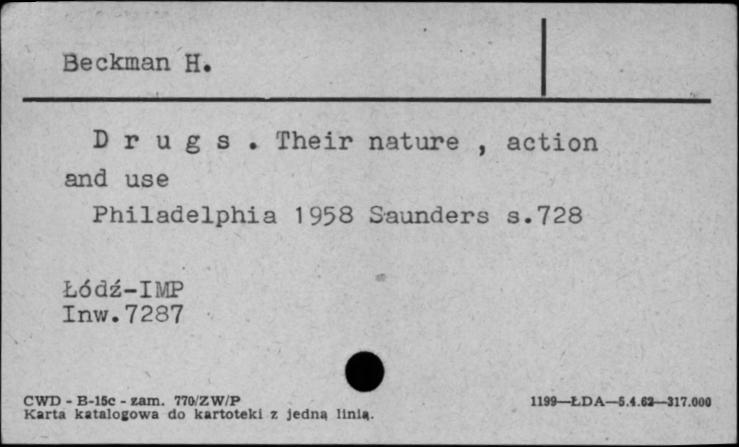 Beckman H.
D r u g s . Their nature , action
and use
Philadelphia 1958 Saunders s.728
Łódź-IMP
Inw.7287
CWD - B-15c - zam. 770/ZW/P
Karta katalogowa do kartoteki z jedną linią.
1199—ŁDA—5.4.62—317.000